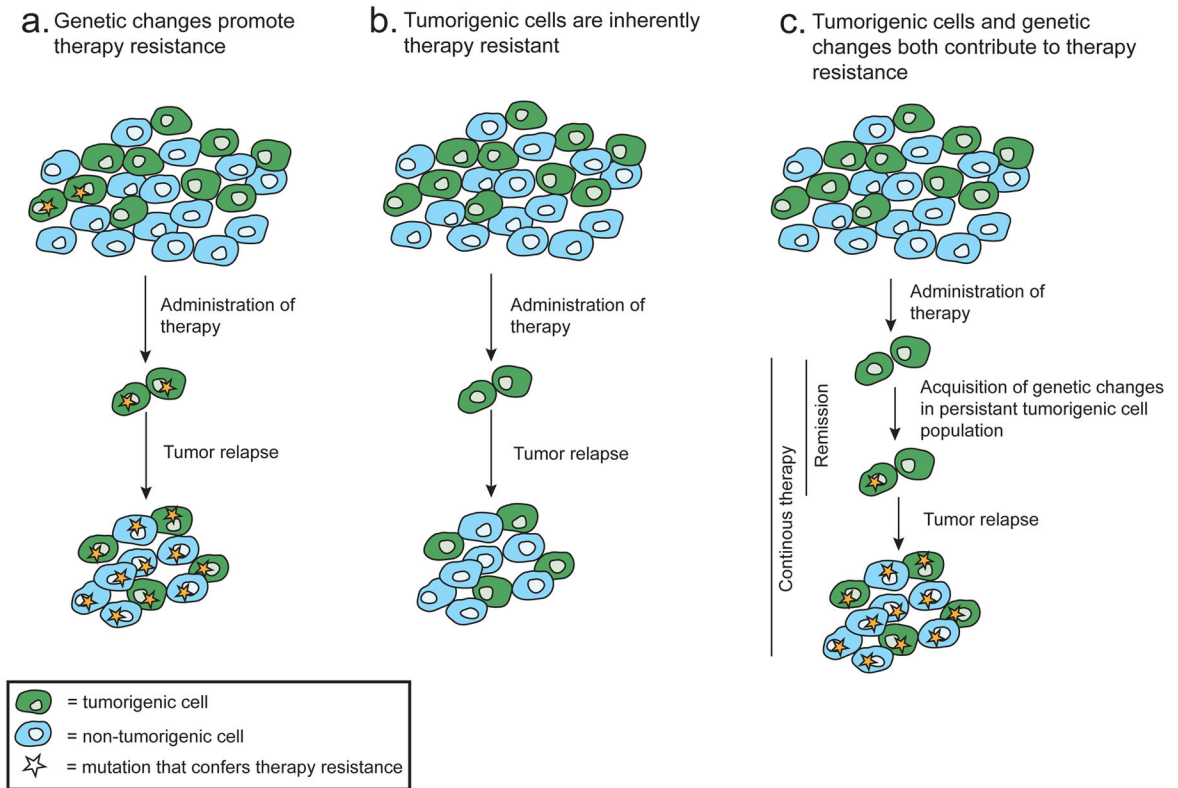 a. Genetic changes promote
therapy resistance
b. Tumorigenic cells are inherently
therapy resistant
c. Tumorigenic cells and genetic
changes both contribute to therapy
resistance
Administration of
therapy
Tumor relapse
Administration of
therapy
Tumor relapse
Administration of
therapy
Continous therapy
Remission
Acquisition of genetic changes
in persistant tumorigenic cell
population
Tumor relapse
= tumorigenic cell
= non-tumorigenic cell
= mutation that confers therapy resistance